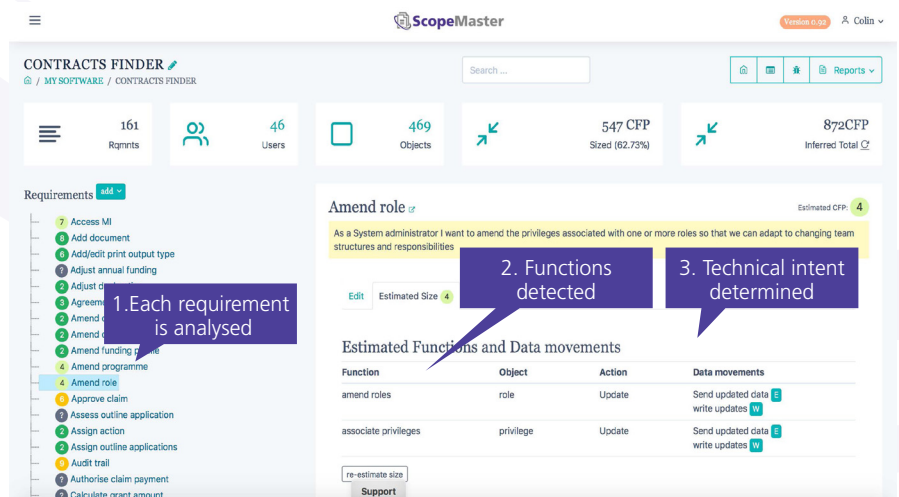 ScopeMaster
Version 0.92
Colin
CONTRACTS FINDER
/ MY SOFTWARE / CONTRACTS FINDER
Search ...
Reports
161
Rqmnts
46
Users
469
Objects
547 CFP
Sized (62.73%)
872CFP
Inferred Total
Requirements add
7 Access MI
8 Add document
6 Add/edit print output type
? Adjust annual funding
2 Adjust
3 Agreem
2 Amend
2 Amend
2 Amend funding
4 Amend programme
4 Amend role
6 Approve claim
? Assess outline application
2 Assign action
2 Assign outline applications
9 Audit trail
? Authorise claim payment
? Calculate grant amount
1.Each requirement
is analysed
Amend role
Estimated CFP: 4
As a System administrator I want to amend the privileges associated with one or more roles so that we can adapt to changing team
structures and responsibilities
2. Functions
detected
3. Technical intent
determined
Edit
Estimated Size 4
Estimated Functions and Data movements
Function Object Action Data movements
amend roles role Update Send updated data E
write updates W
associate privileges privilege Update Send updated data E
write updates W
re-estimate size
Support